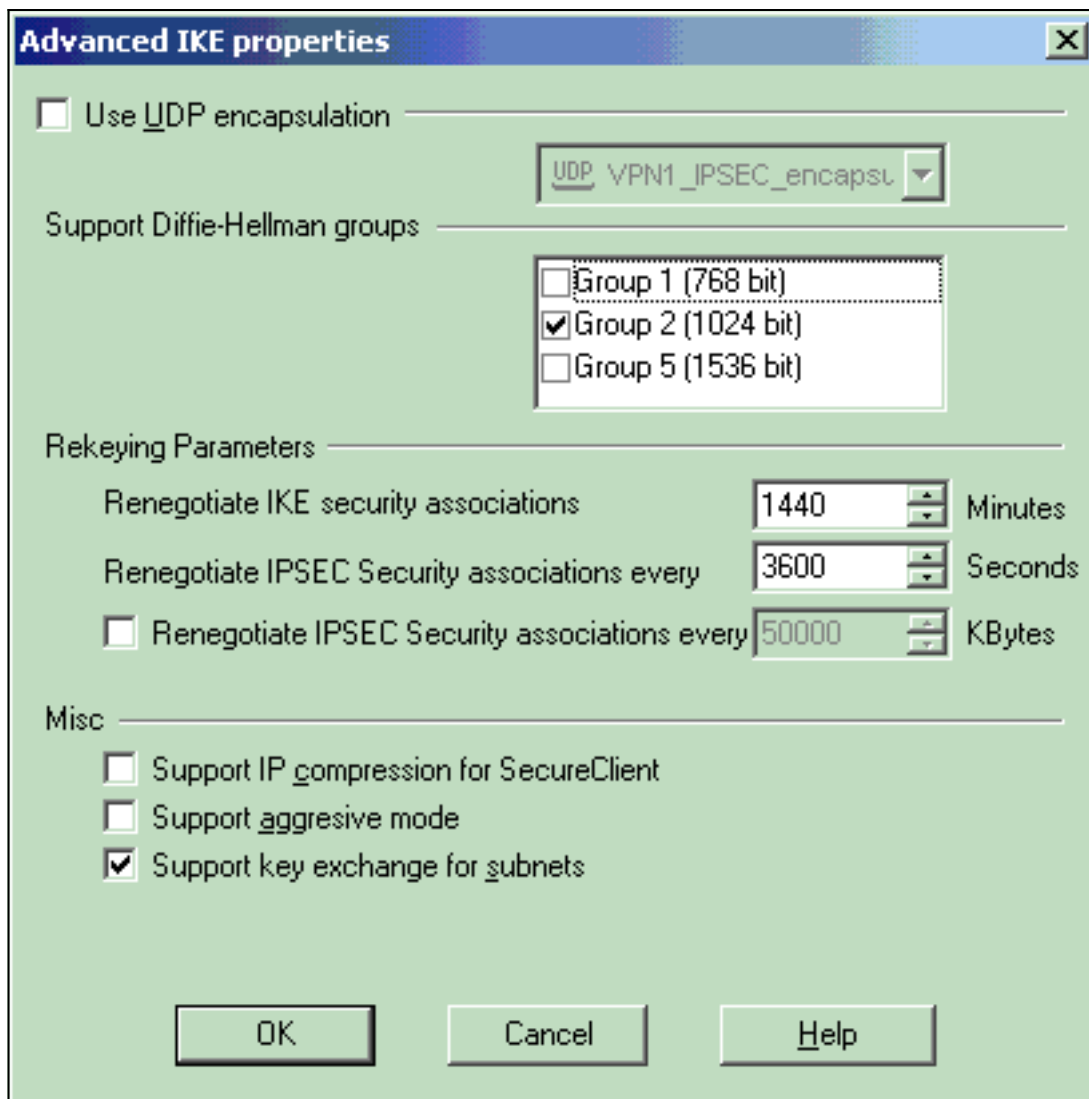 Advanced IKE properties
Use UDP encapsulation
UDP VPN1_IPSEC_encapsu
Support Diffie-Hellman groups
Group 1 (768 bit)
Group 2 (1024 bit)
Group 5 (1536 bit)
Rekeying Parameters
Renegotiate IKE security associations 1440 Minutes
Renegotiate IPSEC Security associations every 3600 Seconds
Renegotiate IPSEC Security associations every 50000 KBytes
Misc
Support IP compression for SecureClient
Support aggresive mode
Support key exchange for subnets
OK Cancel Help